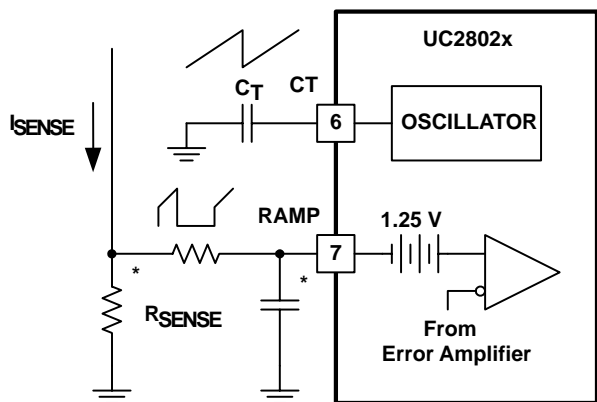 UC2802x
CT
CT
6
OSCILLATOR
ISENSE
RAMP
1.25 V
7
*
*
RSENSE
From
Error Amplifier